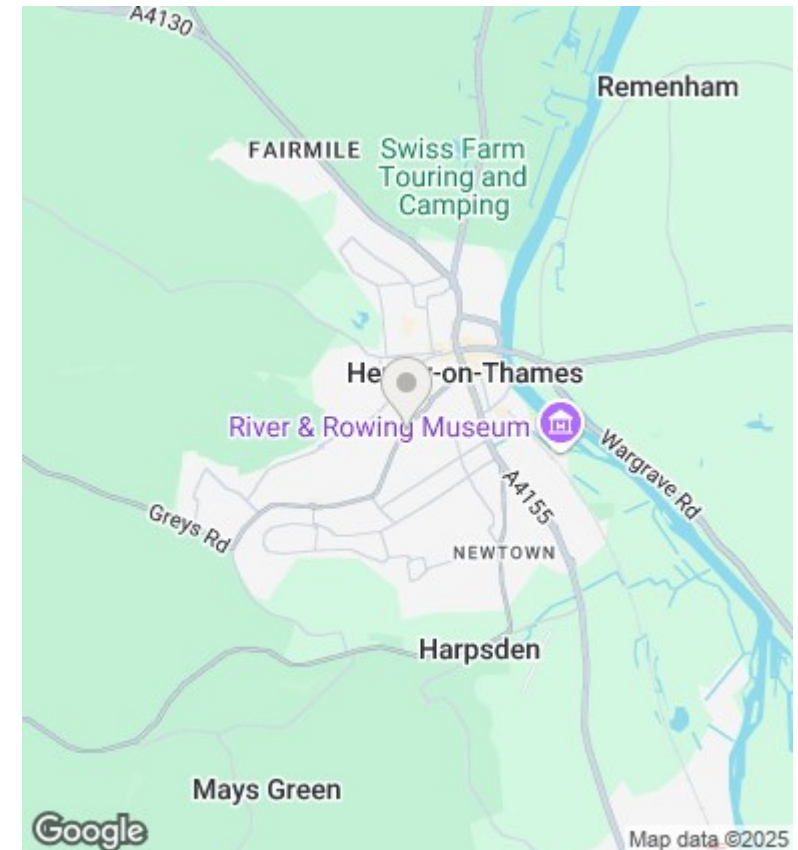 A4130
Remenham
FAIRMILE
Swiss Farm
Touring and
Camping
He y-on-Thames
River & Rowing Museum
Wargrave Rd
A4155
Greys Rd
NEWTOWN
Harpsden
Mays Green
Google
Map data ©2025